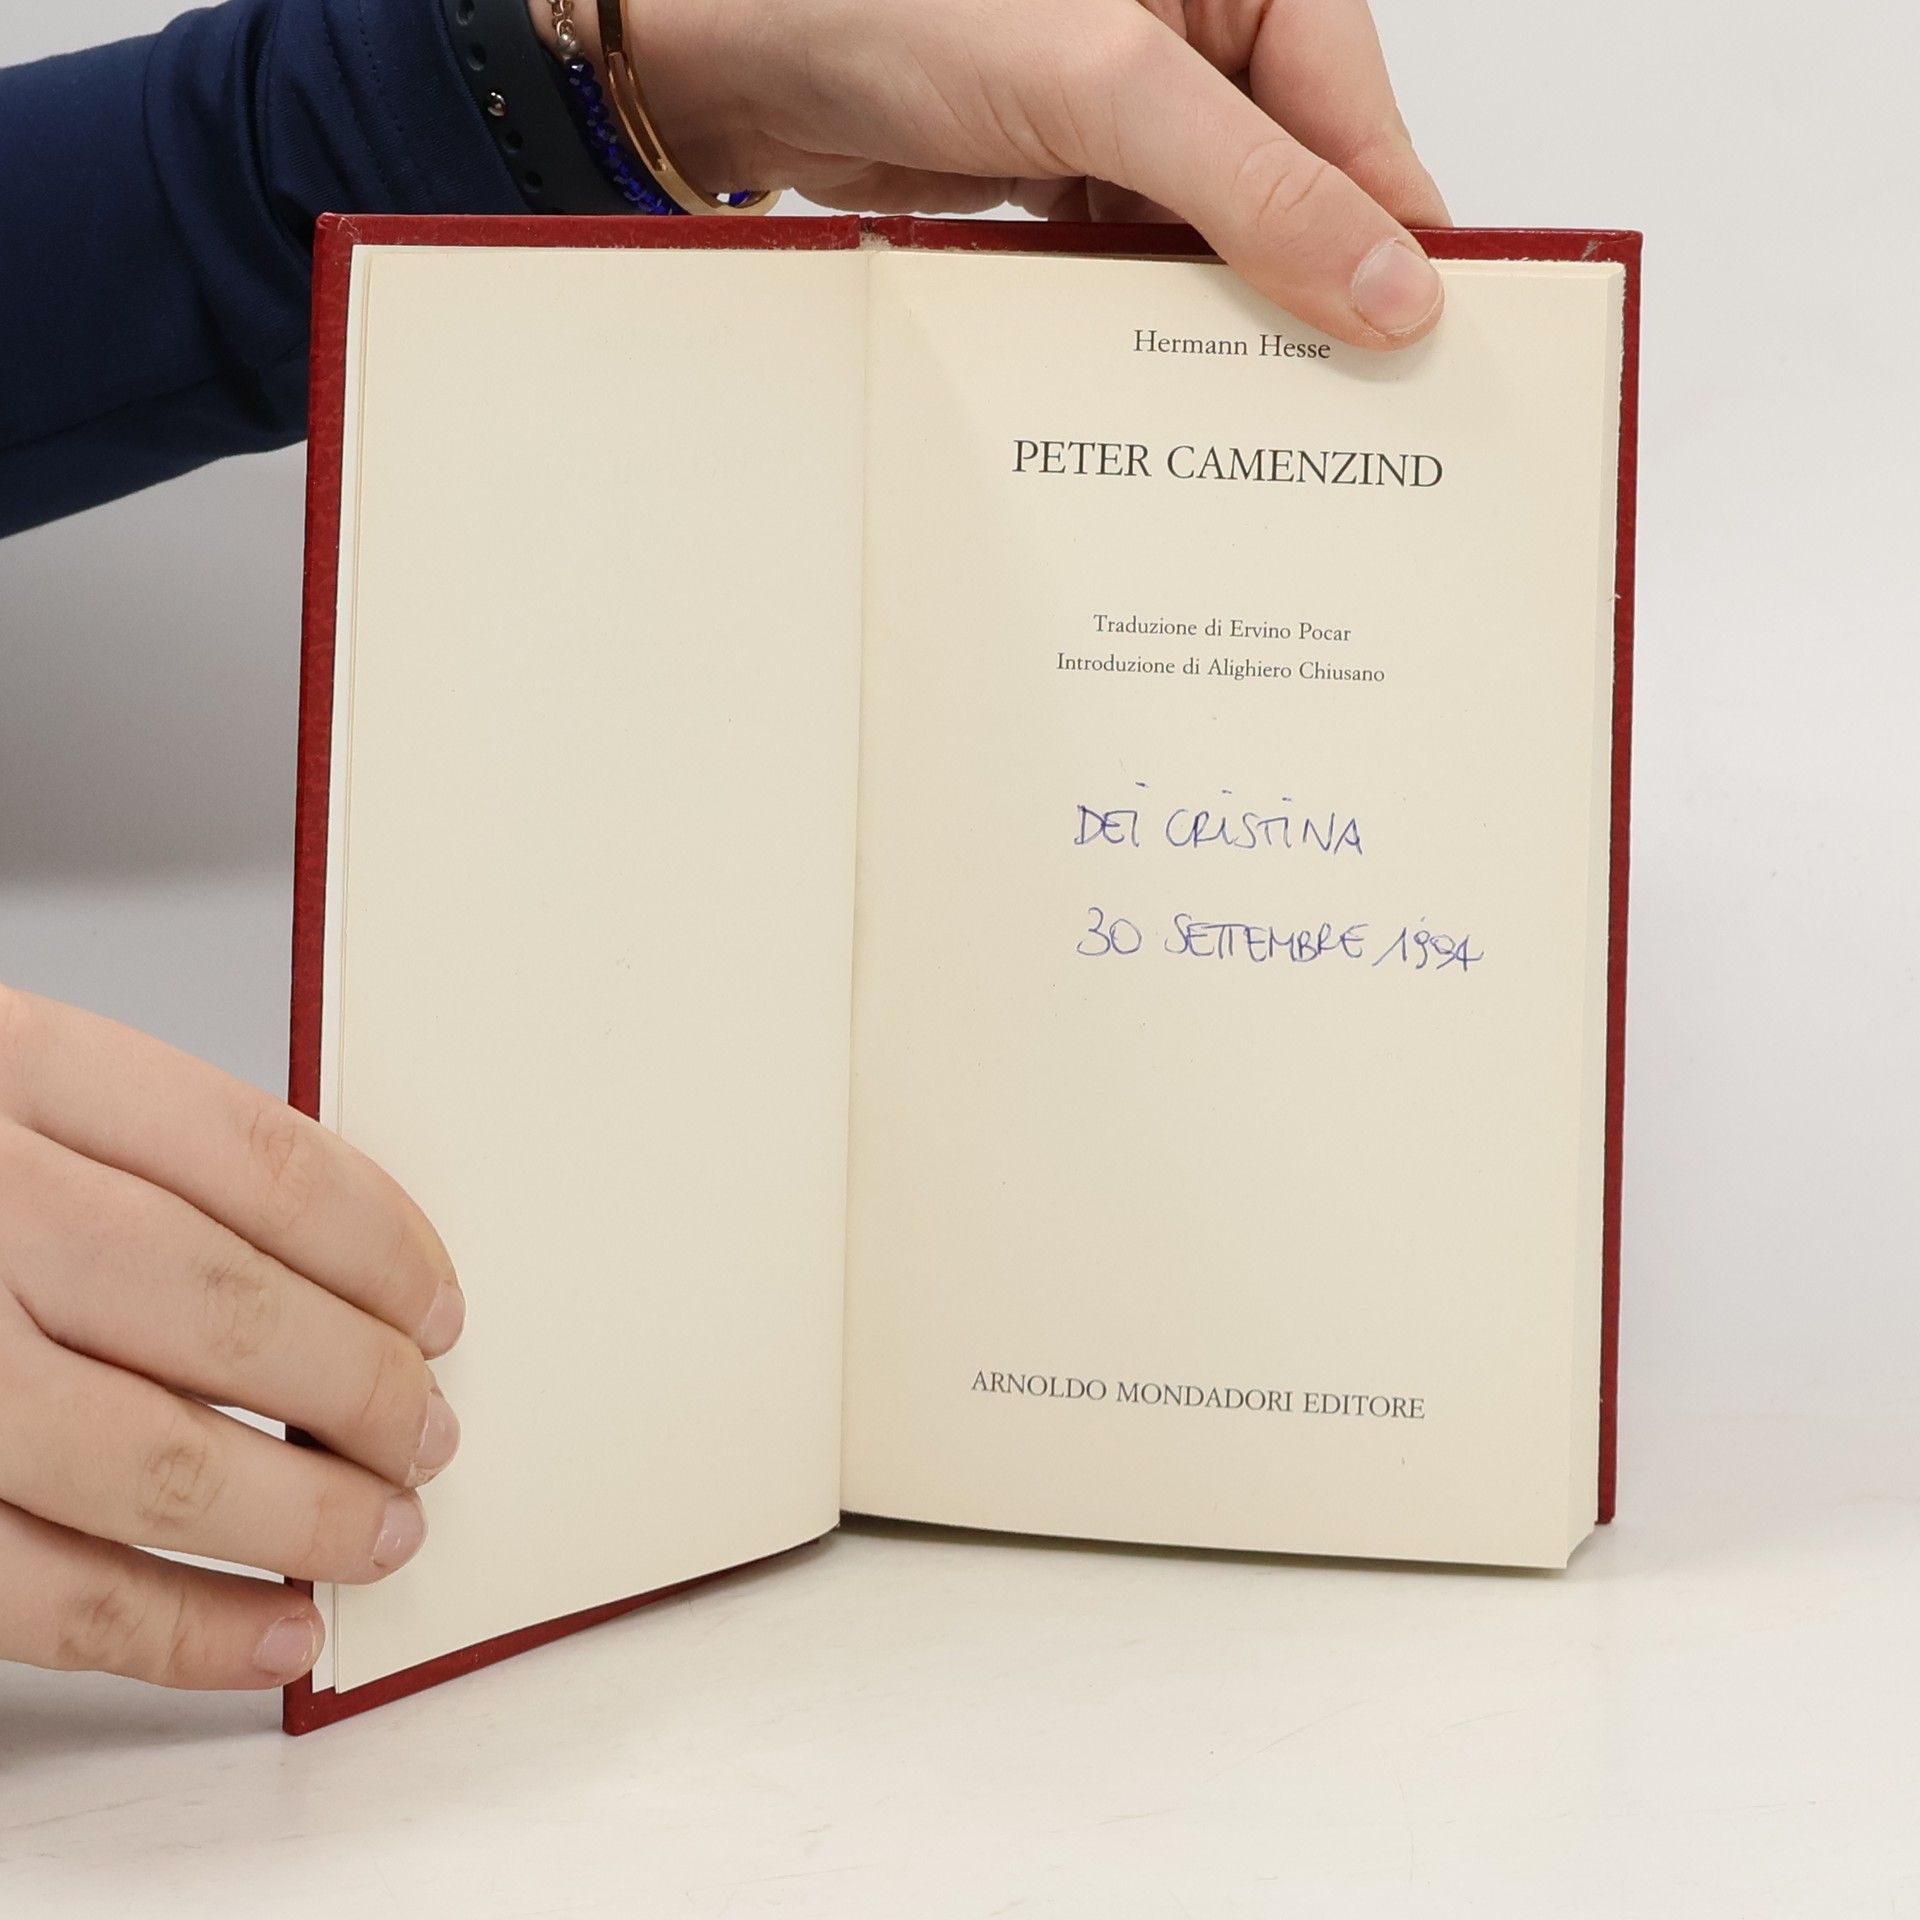 Hermann Hesse
PETER CAMENZIND
Traduzione di Ervino Pocar
Introduzione di Alighiero Chiusano
DEI CRISTINA
30 SETTEMBRE 1994
ARNOLDO MONDADORI EDITORE